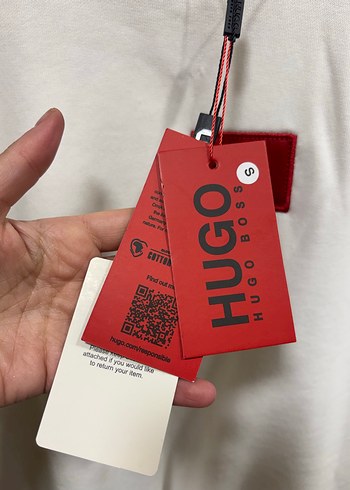 HUGO
HUGO BOSS
S
COTTON
Find out
hugo.com/responsible
Please keep
attached if you would like
to return your item.